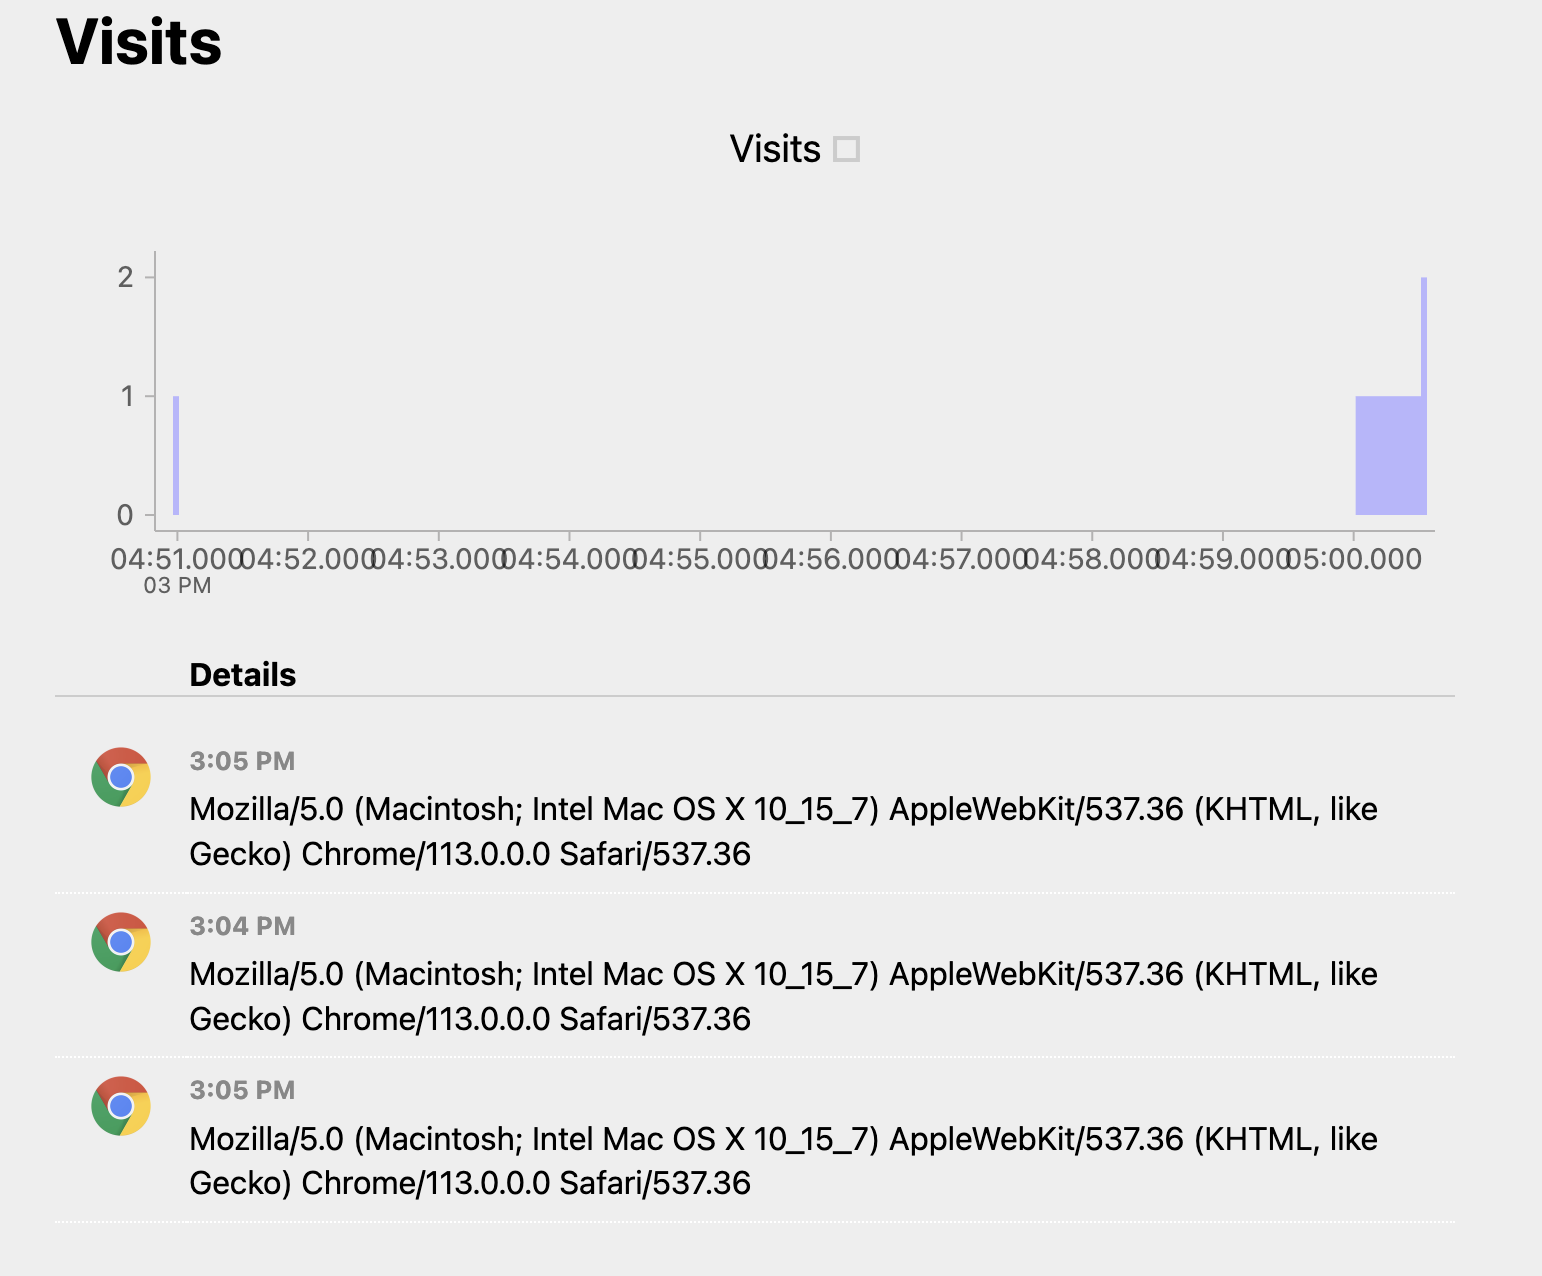 Visits
Visits
2
1
0
04:51.000 04:52.000 04:53.000 04:54.000 04:55.000 04:56.000 04:57.000 04:58.000 04:59.000 05:00.000
03 PM
Details
3:05 PM
Mozilla/5.0 (Macintosh; Intel Mac OS X 10_15_7) AppleWebKit/537.36 (KHTML, like
Gecko) Chrome/113.0.0.0 Safari/537.36
3:04 PM
Mozilla/5.0 (Macintosh; Intel Mac OS X 10_15_7) AppleWebKit/537.36 (KHTML, like
Gecko) Chrome/113.0.0.0 Safari/537.36
3:05 PM
Mozilla/5.0 (Macintosh; Intel Mac OS X 10_15_7) AppleWebKit/537.36 (KHTML, like
Gecko) Chrome/113.0.0.0 Safari/537.36